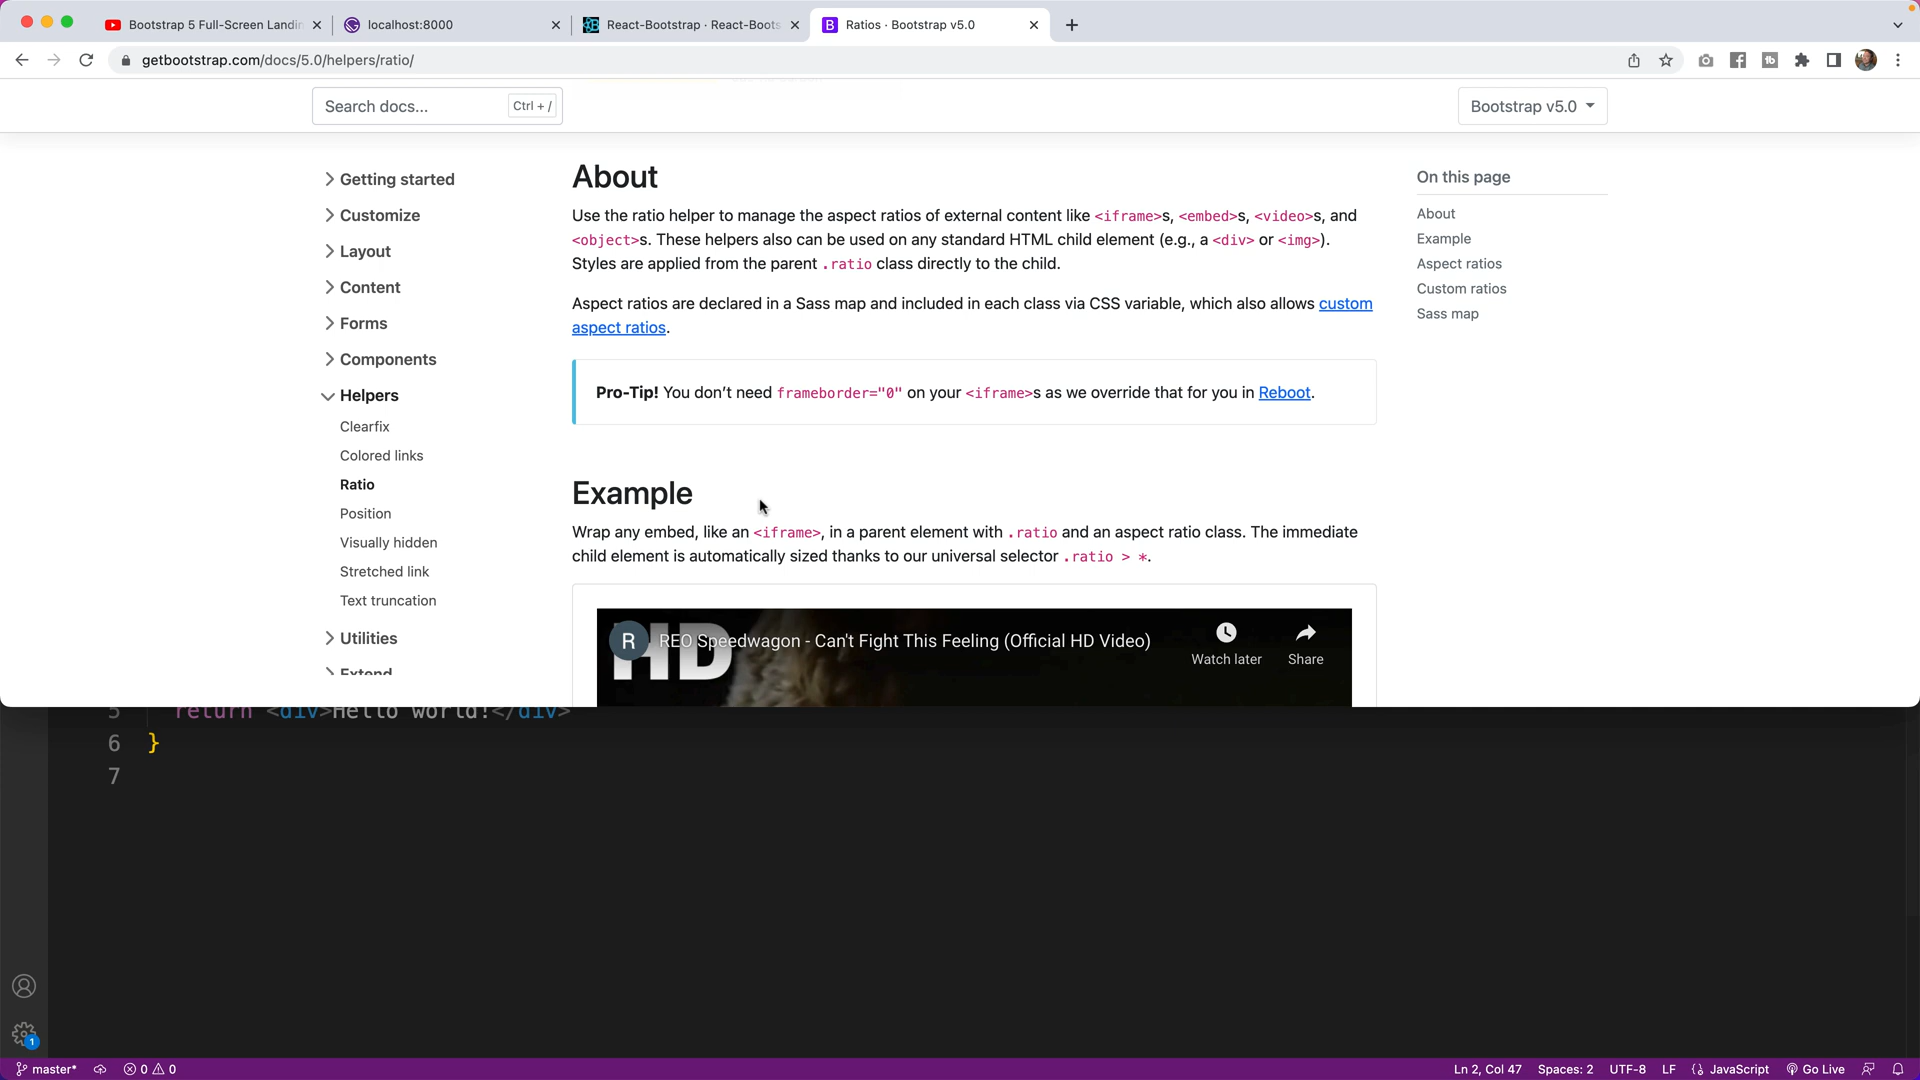 Bootstrap 5 Full-Screen Landin
localhost:8000
React-Bootstrap · React-Boots
Ratios · Bootstrap v5.0
getbootstrap.com/docs/5.0/helpers/ratio/
Search docs...
Ctrl + /
Bootstrap v5.0
Getting started
Customize
Layout
Content
Forms
Components
Helpers
Clearfix
Colored links
Ratio
Position
Visually hidden
Stretched link
Text truncation
Utilities
Extend
About
Use the ratio helper to manage the aspect ratios of external content like <iframe>s, <embed>s, <video>s, and
<object>s. These helpers also can be used on any standard HTML child element (e.g., a <div> or <img>).
Styles are applied from the parent .ratio class directly to the child.
Aspect ratios are declared in a Sass map and included in each class via CSS variable, which also allows custom
aspect ratios.
Pro-Tip! You don't need frameborder="0" on your <iframe>s as we override that for you in Reboot.
Example
Wrap any embed, like an <iframe>, in a parent element with .ratio and an aspect ratio class. The immediate
child element is automatically sized thanks to our universal selector .ratio > *.
HD
R
REO Speedwagon - Can't Fight This Feeling (Official HD Video)
Watch later
Share
On this page
About
Example
Aspect ratios
Custom ratios
Sass map
5 return <div>Hello world!</div>
6 }
7
1
master*
0 0
Ln 2, Col 47
Spaces: 2
UTF-8
LF
JavaScript
Go Live